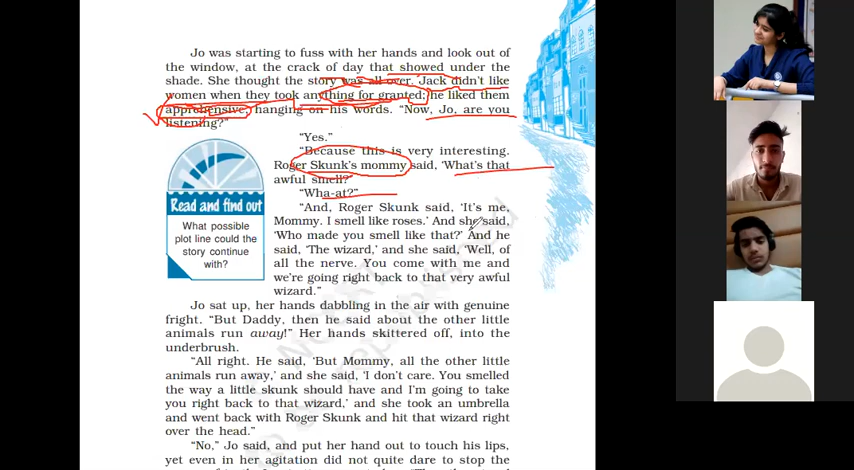 Jo was starting to fuss with her hands and look out of
the window, at the crack of day that showed under the
shade. She thought the story was all over. Jack didn't like
women when they took anything for granted; he liked them
apprehensive, hanging on his words. "Now, Jo, are you
listening?"
"Yes."
"Because this is very interesting.
Roger Skunk's mommy said, 'What's that
awful smell?'
"Wha-at?"
"And, Roger Skunk said, 'It's me,
Mommy. I smell like roses.' And she said,
'Who made you smell like that?' And he
said, 'The wizard,' and she said, 'Well, of
all the nerve. You come with me and
we're going right back to that very awful
wizard."
Read and find out
What possible
plot line could the
story continue
with?
Jo sat up, her hands dabbling in the air with genuine
fright. "But Daddy, then he said about the other little
animals run away!" Her hands skittered off, into the
underbrush.
"All right. He said, 'But Mommy, all the other little
animals run away,' and she said, 'I don't care. You smelled
the way a little skunk should have and I'm going to take
you right back to that wizard,' and she took an umbrella
and went back with Roger Skunk and hit that wizard right
over the head."
"No," Jo said, and put her hand out to touch his lips,
yet even in her agitation did not quite dare to stop the